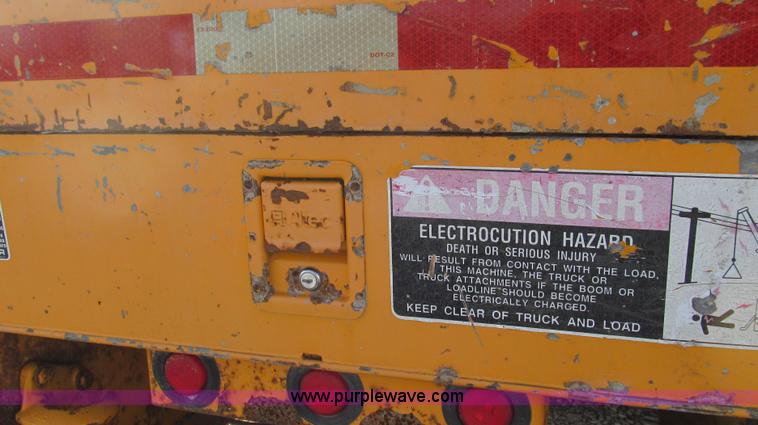 DOT-C2
Altec
DANGER
ELECTROCUTION HAZARD
DEATH OR SERIOUS INJURY
WILL RESULT FROM CONTACT WITH THE LOAD,
THIS MACHINE, THE TRUCK OR
TRUCK ATTACHMENTS IF THE BOOM OR
LOADLINE SHOULD BECOME
ELECTRICALLY CHARGED.
KEEP CLEAR OF TRUCK AND LOAD
www.purplewave.com